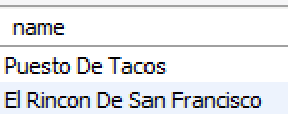 name
Puesto De Tacos
El Rincon De San Francisco